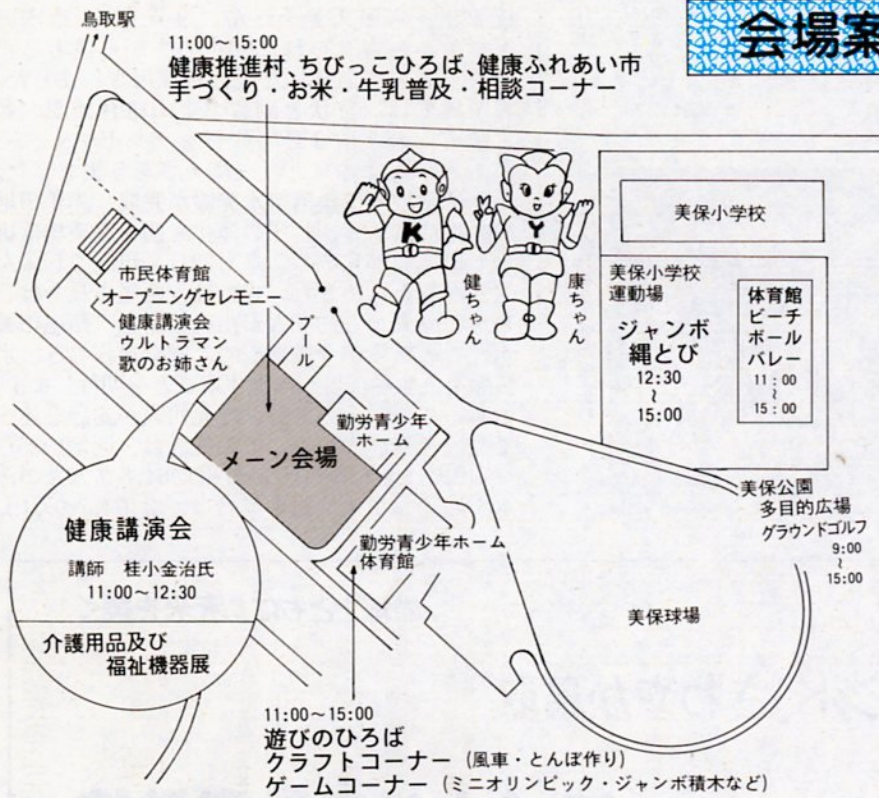 会場案
鳥取駅
11:00～15:00
健康推進村、ちびっこひろば、健康ふれあい市
手づくり・お米・牛乳普及・相談コーナー
K
Y
健ちゃん
康ちゃん
美保小学校
美保小学校
運動場
ジャンボ
縄とび
12:30
～
15:00
体育館
ビーチ
ボール
バレー
11:00
～
15:00
市民体育館
オープニングセレモニー
健康講演会
ウルトラマン
歌のお姉さん
プール
メーン会場
勤労青少年
ホーム
勤労青少年ホーム
体育館
美保公園
多目的広場
グラウンドゴルフ
9:00
～
15:00
美保球場
健康講演会
講師 桂小金治氏
11:00～12:30
介護用品及び
福祉機器展
11:00～15:00
遊びのひろば
クラフトコーナー (風車・とんぼ作り)
ゲームコーナー (ミニオリンピック・ジャンボ積木など)